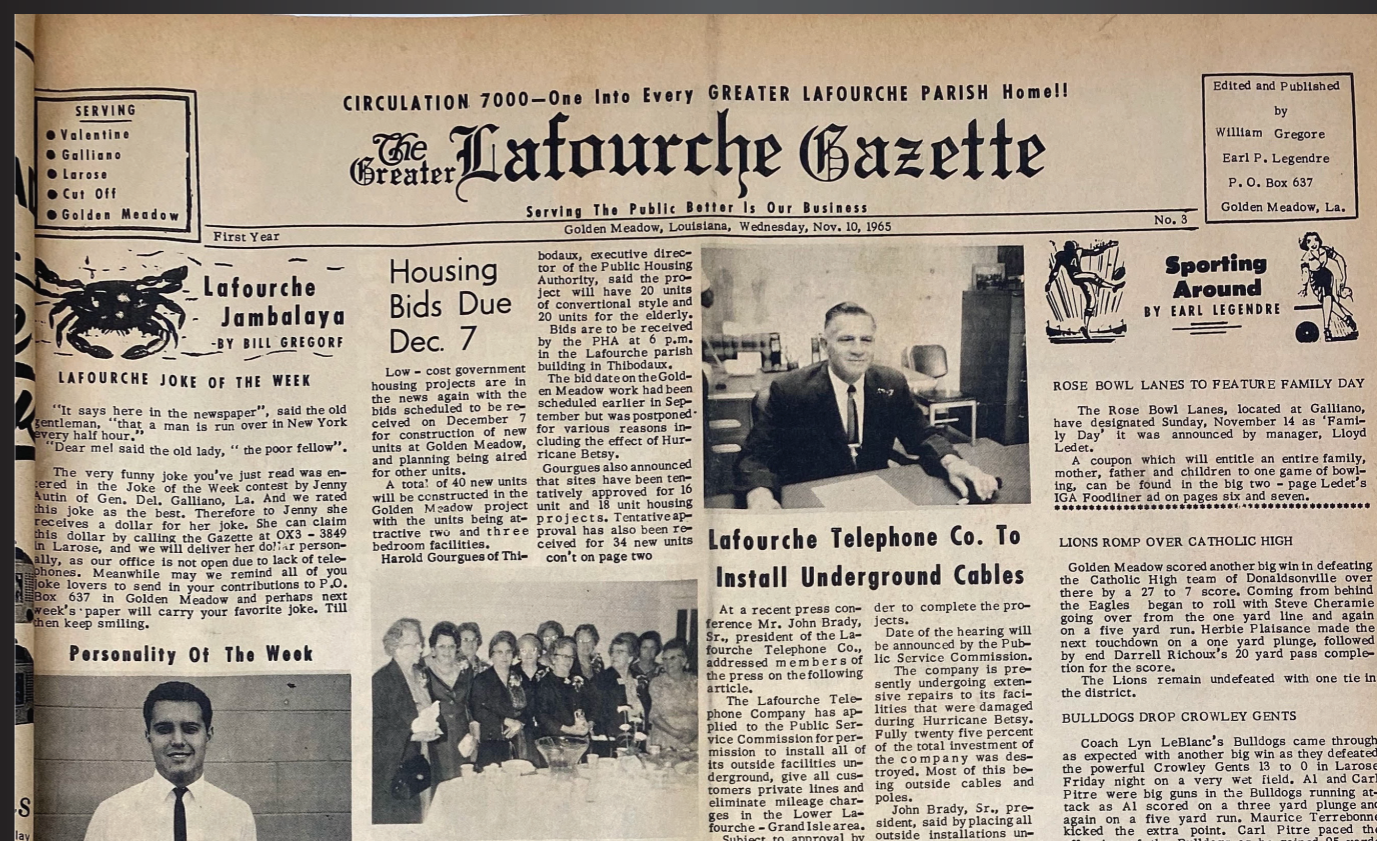 SERVING
● Valentine
● Galliano
● Larose
● Cut Off
● Golden Meadow
CIRCULATION 7000—One Into Every GREATER LAFOURCHE PARISH Home!!
The Greater Lafourche Gazette
Serving The Public Better Is Our Business
First Year
Golden Meadow, Louisiana, Wednesday, Nov. 10, 1965
No. 3
Edited and Published
by
William Gregore
Earl P. Legendre
P. O. Box 637
Golden Meadow, La.
Lafourche
Jambalaya
-BY BILL GREGORF
LAFOURCHE JOKE OF THE WEEK
"It says here in the newspaper", said the old
gentleman, "that a man is run over in New York
every half hour."
"Dear me! said the old lady, " the poor fellow".
The very funny joke you've just read was en-
tered in the Joke of the Week contest by Jenny
Autin of Gen. Del. Galliano, La. And we rated
this joke as the best. Therefore to Jenny she
receives a dollar for her joke. She can claim
this dollar by calling the Gazette at OX3 - 3849
in Larose, and we will deliver her dollar person-
ally, as our office is not open due to lack of tele-
phones. Meanwhile may we remind all of you
joke lovers to send in your contributions to P.O.
Box 637 in Golden Meadow and perhaps next
week's paper will carry your favorite joke. Till
then keep smiling.
Personality Of The Week
Housing
Bids Due
Dec. 7
Low - cost government
housing projects are in
the news again with the
bids scheduled to be re-
ceived on December 7
for construction of new
units at Golden Meadow,
and planning being aired
for other units.
A total of 40 new units
will be constructed in the
Golden Meadow project
with the units being at-
tractive two and three
bedroom facilities.
Harold Gourgues of Thi-
bodaux, executive direc-
tor of the Public Housing
Authority, said the pro-
ject will have 20 units
of convertional style and
20 units for the elderly.
Bids are to be received
by the PHA at 6 p.m.
in the Lafourche parish
building in Thibodaux.
The bid date on the Gold-
en Meadow work had been
scheduled earlier in Sep-
tember but was postponed
for various reasons in-
cluding the effect of Hur-
ricane Betsy.
Gourgues also announced
that sites have been ten-
tatively approved for 16
unit and 18 unit housing
projects. Tentative ap-
proval has also been re-
ceived for 34 new units
con't on page two
Lafourche Telephone Co. To
Install Underground Cables
At a recent press con-
ference Mr. John Brady,
Sr., president of the La-
fourche Telephone Co.,
addressed members of
the press on the following
article.
The Lafourche Tele-
phone Company has ap-
plied to the Public Ser-
vice Commission for per-
mission to install all of
its outside facilities un-
derground, give all cus-
tomers private lines and
eliminate mileage char-
ges in the Lower La-
fourche - Grand Isle area.
Subject to approval by
der to complete the pro-
jects.
Date of the hearing will
be announced by the Pub-
lic Service Commission.
The company is pre-
sently undergoing exten-
sive repairs to its faci-
lities that were damaged
during Hurricane Betsy.
Fully twenty five percent
of the total investment of
the company was des-
troyed. Most of this be-
ing outside cables and
poles.
John Brady, Sr., pre-
sident, said by placing all
outside installations un-
Sporting
Around
BY EARL LEGENDRE
ROSE BOWL LANES TO FEATURE FAMILY DAY
The Rose Bowl Lanes, located at Galliano,
have designated Sunday, November 14 as 'Fami-
ly Day' it was announced by manager, Lloyd
Ledet.
A coupon which will entitle an entire family,
mother, father and children to one game of bowl-
ing, can be found in the big two - page Ledet's
IGA Foodliner ad on pages six and seven.
LIONS ROMP OVER CATHOLIC HIGH
Golden Meadow scored another big win in defeating
the Catholic High team of Donaldsonville over
there by a 27 to 7 score. Coming from behind
the Eagles began to roll with Steve Cheramie
going over from the one yard line and again
on a five yard run. Herbie Plaisance made the
next touchdown on a one yard plunge, followed
by end Darrell Richoux's 20 yard pass comple-
tion for the score.
The Lions remain undefeated with one tie in
the district.
BULLDOGS DROP CROWLEY GENTS
Coach Lyn LeBlanc's Bulldogs came through
as expected with another big win as they defeated
the powerful Crowley Gents 13 to 0 in Larose
Friday night on a very wet field. Al and Carl
Pitre were big guns in the Bulldogs running at-
tack as Al scored on a three yard plunge and
again on a five yard run. Maurice Terrebonne
kicked the extra point. Carl Pitre paced the